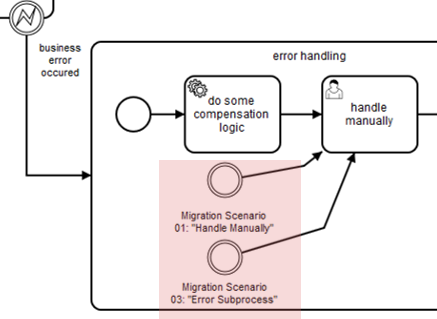 business
error
occured
error handling
do some
compensation
logic
handle
manually
Migration Scenario
01: "Handle Manually"
Migration Scenario
03: "Error Subprocess"